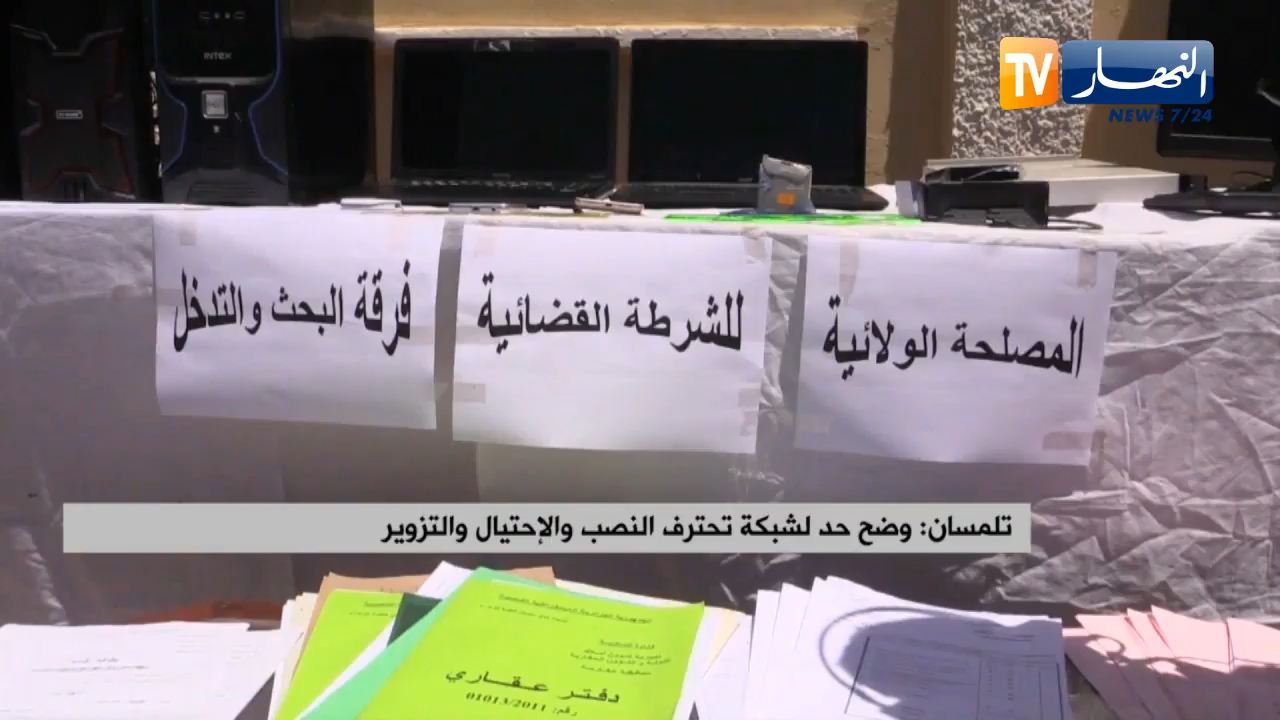 TV النهار
NEWS 7/24
INTEX
المصلحة الولائية
للشرطة القضائية
فرقة البحث والتدخل
تلمسان: وضح حد لشبكة تحترف النصب والإحتيال والتزوير
دفتر عقاري
رقم: 01013/2011